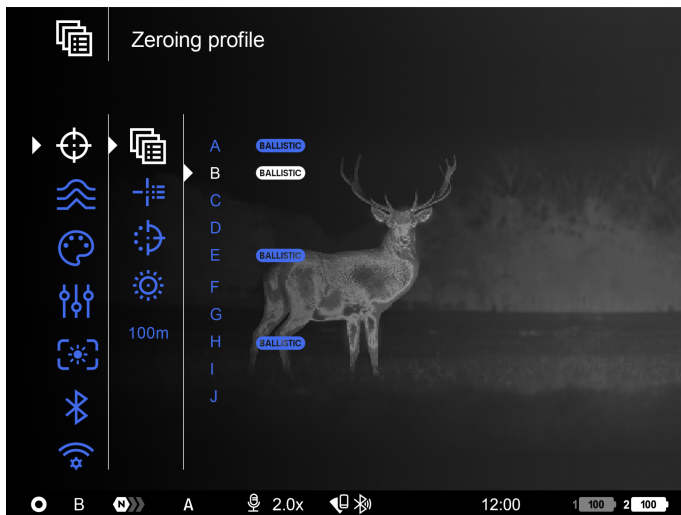 Zeroing profile
A BALLISTIC
B BALLISTIC
C
D
E BALLISTIC
F
G
100m
H BALLISTIC
I
J
B N A 2.0x 12:00 1 100 2 100